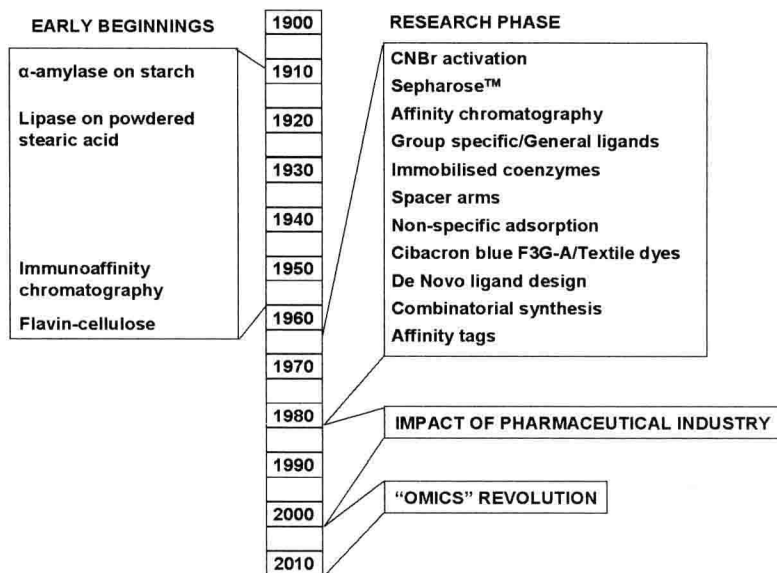 EARLY BEGINNINGS
α-amylase on starch
Lipase on powdered
stearic acid
Immunoaffinity
chromatography
Flavin-cellulose
1900
1910
1920
1930
1940
1950
1960
1970
1980
1990
2000
2010
RESEARCH PHASE
CNBr activation
Sepharose™
Affinity chromatography
Group specific/General ligands
Immobilised coenzymes
Spacer arms
Non-specific adsorption
Cibacron blue F3G-A/Textile dyes
De Novo ligand design
Combinatorial synthesis
Affinity tags
IMPACT OF PHARMACEUTICAL INDUSTRY
“OMICS” REVOLUTION